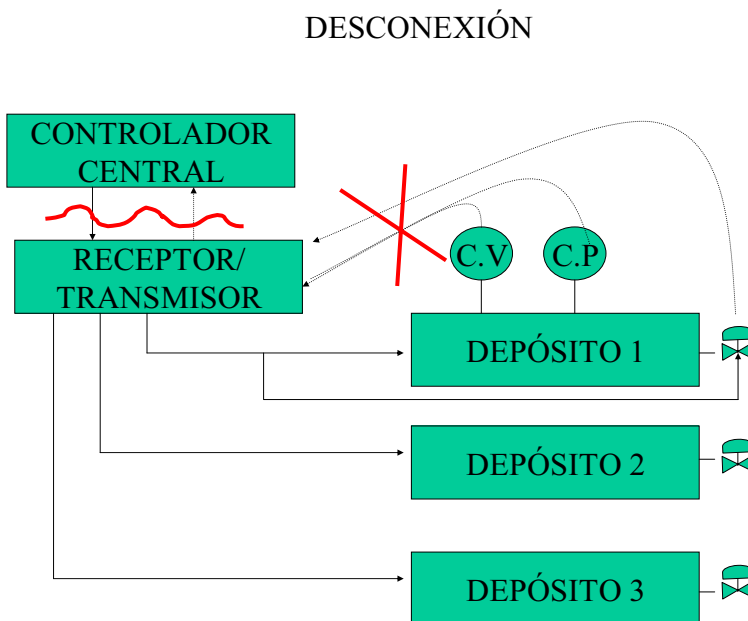 DESCONEXIÓN
CONTROLADOR
CENTRAL
RECEPTOR/
TRANSMISOR
C.V
C.P
DEPÓSITO 1
DEPÓSITO 2
DEPÓSITO 3